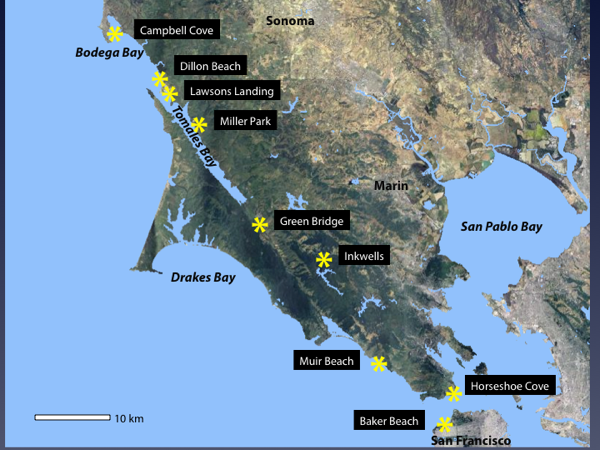 Sonoma
Campbell Cove
Bodega Bay
Dillon Beach
Lawsons Landing
Miller Park
Tomales Bay
Marin
Green Bridge
San Pablo Bay
Inkwells
Drakes Bay
Muir Beach
Horseshoe Cove
10 km
Baker Beach
San Francisco